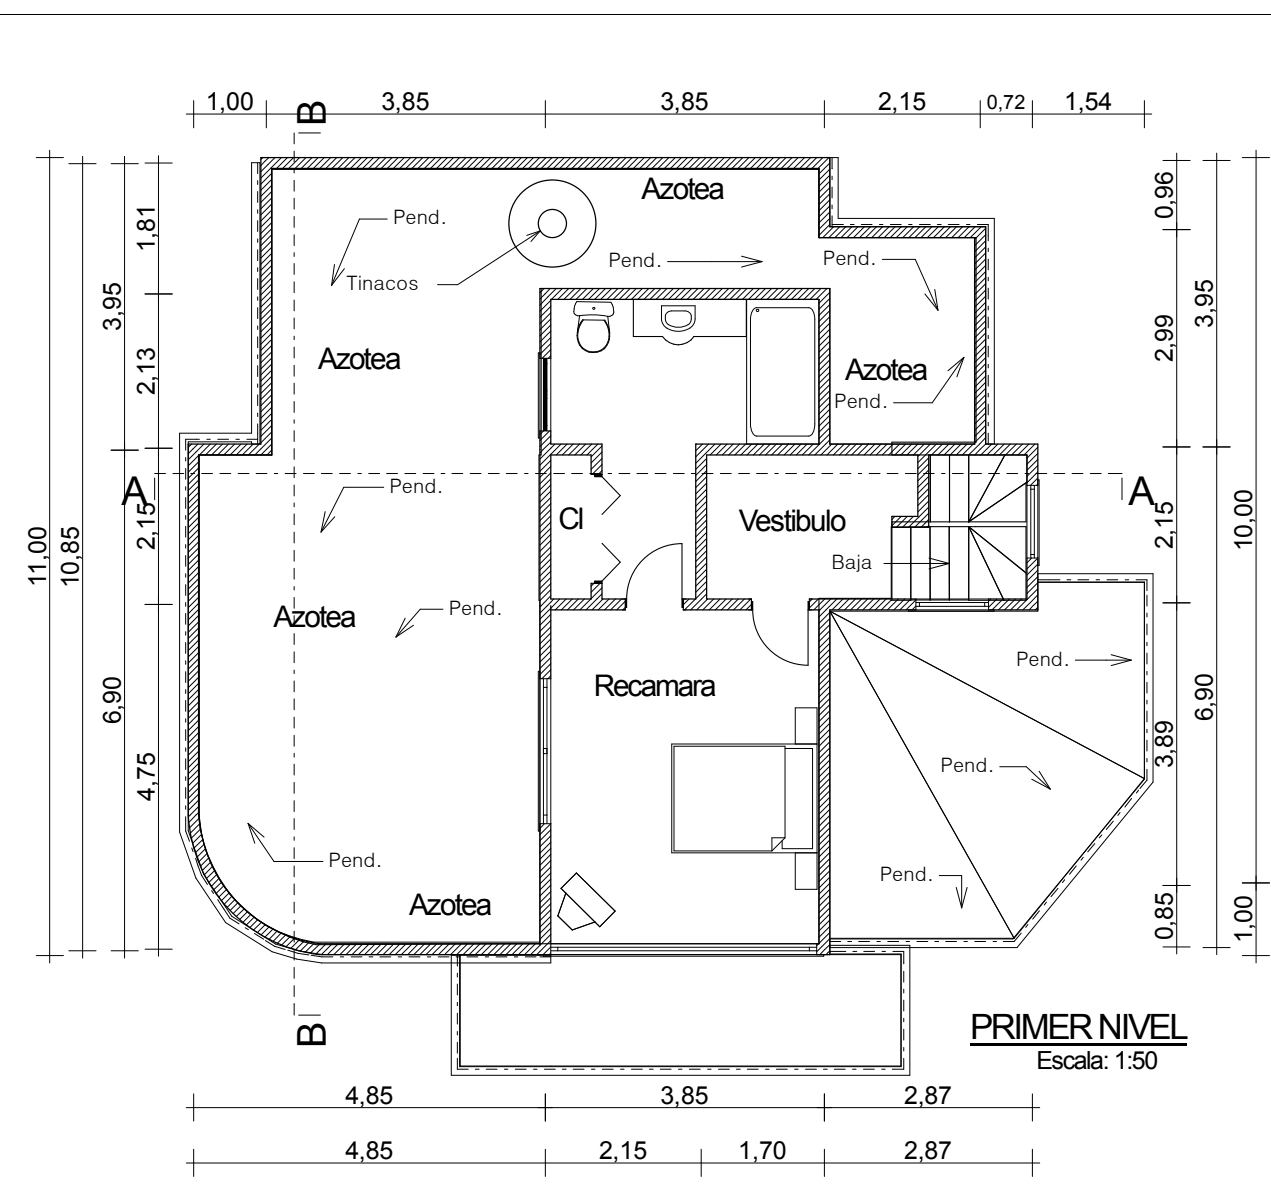 1,00 3,85 3,85 2,15 0,72 1,54
B
Azotea
Pend.
Pend.
Pend.
Tinacos
1,81
3,95
2,13
0,96
3,95
2,99
Azotea
Azotea
Pend.
A
Pend.
A
Cl
Vestibulo
Baja
11,00
10,85
2,15
2,15
10,00
Azotea
Pend.
Recamara
Pend.
6,90
4,75
6,90
3,89
Pend.
Pend.
Pend.
Azotea
0,85
1,00
B
PRIMER NIVEL
Escala: 1:50
4,85 3,85 2,87
4,85 2,15 1,70 2,87